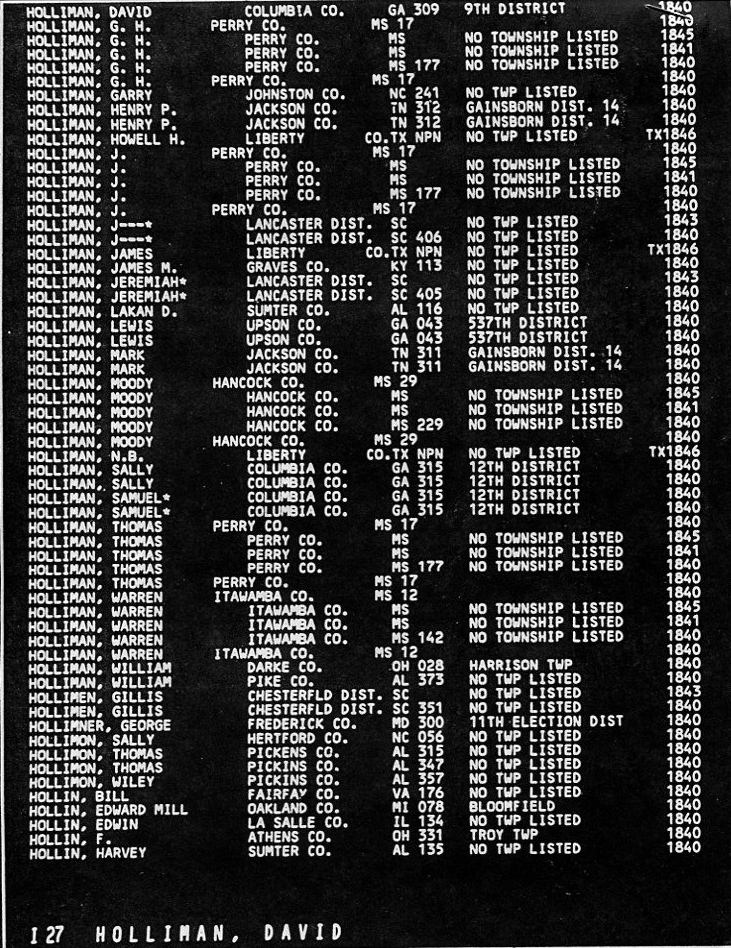 HOLLIMAN, DAVID COLUMBIA CO. GA 309 9TH DISTRICT 1840
HOLLIMAN, G. H. PERRY CO. MS 17 1840
HOLLIMAN, G. H. PERRY CO. MS NO TOWNSHIP LISTED 1845
HOLLIMAN, G. H. PERRY CO. MS NO TOWNSHIP LISTED 1841
HOLLIMAN, G. H. PERRY CO. MS 177 NO TOWNSHIP LISTED 1840
HOLLIMAN, G. H. PERRY CO. MS 17 1840
HOLLIMAN, GARRY JOHNSTON CO. NC 241 NO TWP LISTED 1840
HOLLIMAN, HENRY P. JACKSON CO. TN 312 GAINSBORN DIST. 14 1840
HOLLIMAN, HENRY P. JACKSON CO. TN 312 GAINSBORN DIST. 14 1840
HOLLIMAN, HOWELL H. LIBERTY CO.TX NPN NO TWP LISTED TX1846
HOLLIMAN, J. PERRY CO. MS 17 1840
HOLLIMAN, J. PERRY CO. MS NO TOWNSHIP LISTED 1845
HOLLIMAN, J. PERRY CO. MS NO TOWNSHIP LISTED 1841
HOLLIMAN, J. PERRY CO. MS 177 NO TOWNSHIP LISTED 1840
HOLLIMAN, J. PERRY CO. MS 17 1840
HOLLIMAN, J---* LANCASTER DIST. SC NO TWP LISTED 1843
HOLLIMAN, J---* LANCASTER DIST. SC 406 NO TWP LISTED 1840
HOLLIMAN, JAMES LIBERTY CO.TX NPN NO TWP LISTED TX1846
HOLLIMAN, JAMES M. GRAVES CO. KY 113 NO TWP LISTED 1840
HOLLIMAN, JEREMIAH* LANCASTER DIST. SC NO TWP LISTED 1843
HOLLIMAN, JEREMIAH* LANCASTER DIST. SC 405 NO TWP LISTED 1840
HOLLIMAN, LAKAN D. SUMTER CO. AL 116 NO TWP LISTED 1840
HOLLIMAN, LEWIS UPSON CO. GA 043 537TH DISTRICT 1840
HOLLIMAN, LEWIS UPSON CO. GA 043 537TH DISTRICT 1840
HOLLIMAN, MARK JACKSON CO. TN 311 GAINSBORN DIST. 14 1840
HOLLIMAN, MARK JACKSON CO. TN 311 GAINSBORN DIST. 14 1840
HOLLIMAN, MOODY HANCOCK CO. MS 29 1840
HOLLIMAN, MOODY HANCOCK CO. MS NO TOWNSHIP LISTED 1845
HOLLIMAN, MOODY HANCOCK CO. MS NO TOWNSHIP LISTED 1841
HOLLIMAN, MOODY HANCOCK CO. MS 229 NO TOWNSHIP LISTED 1840
HOLLIMAN, MOODY HANCOCK CO. MS 29 1840
HOLLIMAN, N.B. LIBERTY CO.TX NPN NO TWP LISTED TX1846
HOLLIMAN, SALLY COLUMBIA CO. GA 315 12TH DISTRICT 1840
HOLLIMAN, SALLY COLUMBIA CO. GA 315 12TH DISTRICT 1840
HOLLIMAN, SAMUEL* COLUMBIA CO. GA 315 12TH DISTRICT 1840
HOLLIMAN, SAMUEL* COLUMBIA CO. GA 315 12TH DISTRICT 1840
HOLLIMAN, THOMAS PERRY CO. MS 17 1840
HOLLIMAN, THOMAS PERRY CO. MS NO TOWNSHIP LISTED 1845
HOLLIMAN, THOMAS PERRY CO. MS NO TOWNSHIP LISTED 1841
HOLLIMAN, THOMAS PERRY CO. MS 177 NO TOWNSHIP LISTED 1840
HOLLIMAN, THOMAS PERRY CO. MS 17 1840
HOLLIMAN, WARREN ITAWAMBA CO. MS 12 1840
HOLLIMAN, WARREN ITAWAMBA CO. MS NO TOWNSHIP LISTED 1845
HOLLIMAN, WARREN ITAWAMBA CO. MS NO TOWNSHIP LISTED 1841
HOLLIMAN, WARREN ITAWAMBA CO. MS 142 NO TOWNSHIP LISTED 1840
HOLLIMAN, WARREN ITAWAMBA CO. MS 12 1840
HOLLIMAN, WILLIAM DARKE CO. OH 028 HARRISON TWP 1840
HOLLIMAN, WILLIAM PIKE CO. AL 373 NO TWP LISTED 1840
HOLLIMEN, GILLIS CHESTERFLD DIST. SC NO TWP LISTED 1843
HOLLIMEN, GILLIS CHESTERFLD DIST. SC 351 NO TWP LISTED 1840
HOLLIMNER, GEORGE FREDERICK CO. MD 300 11TH ELECTION DIST 1840
HOLLIMON, SALLY HERTFORD CO. NC 056 NO TWP LISTED 1840
HOLLIMON, THOMAS PICKENS CO. AL 315 NO TWP LISTED 1840
HOLLIMON, THOMAS PICKINS CO. AL 347 NO TWP LISTED 1840
HOLLIMON, WILEY PICKINS CO. AL 357 NO TWP LISTED 1840
HOLLIN, BILL FAIRFAY CO. VA 176 NO TWP LISTED 1840
HOLLIN, EDWARD MILL OAKLAND CO. MI 078 BLOOMFIELD 1840
HOLLIN, EDWIN LA SALLE CO. IL 134 NO TWP LISTED 1840
HOLLIN, F. ATHENS CO. OH 331 TROY TWP 1840
HOLLIN, HARVEY SUMTER CO. AL 135 NO TWP LISTED 1840
I 27 HOLLIMAN, DAVID